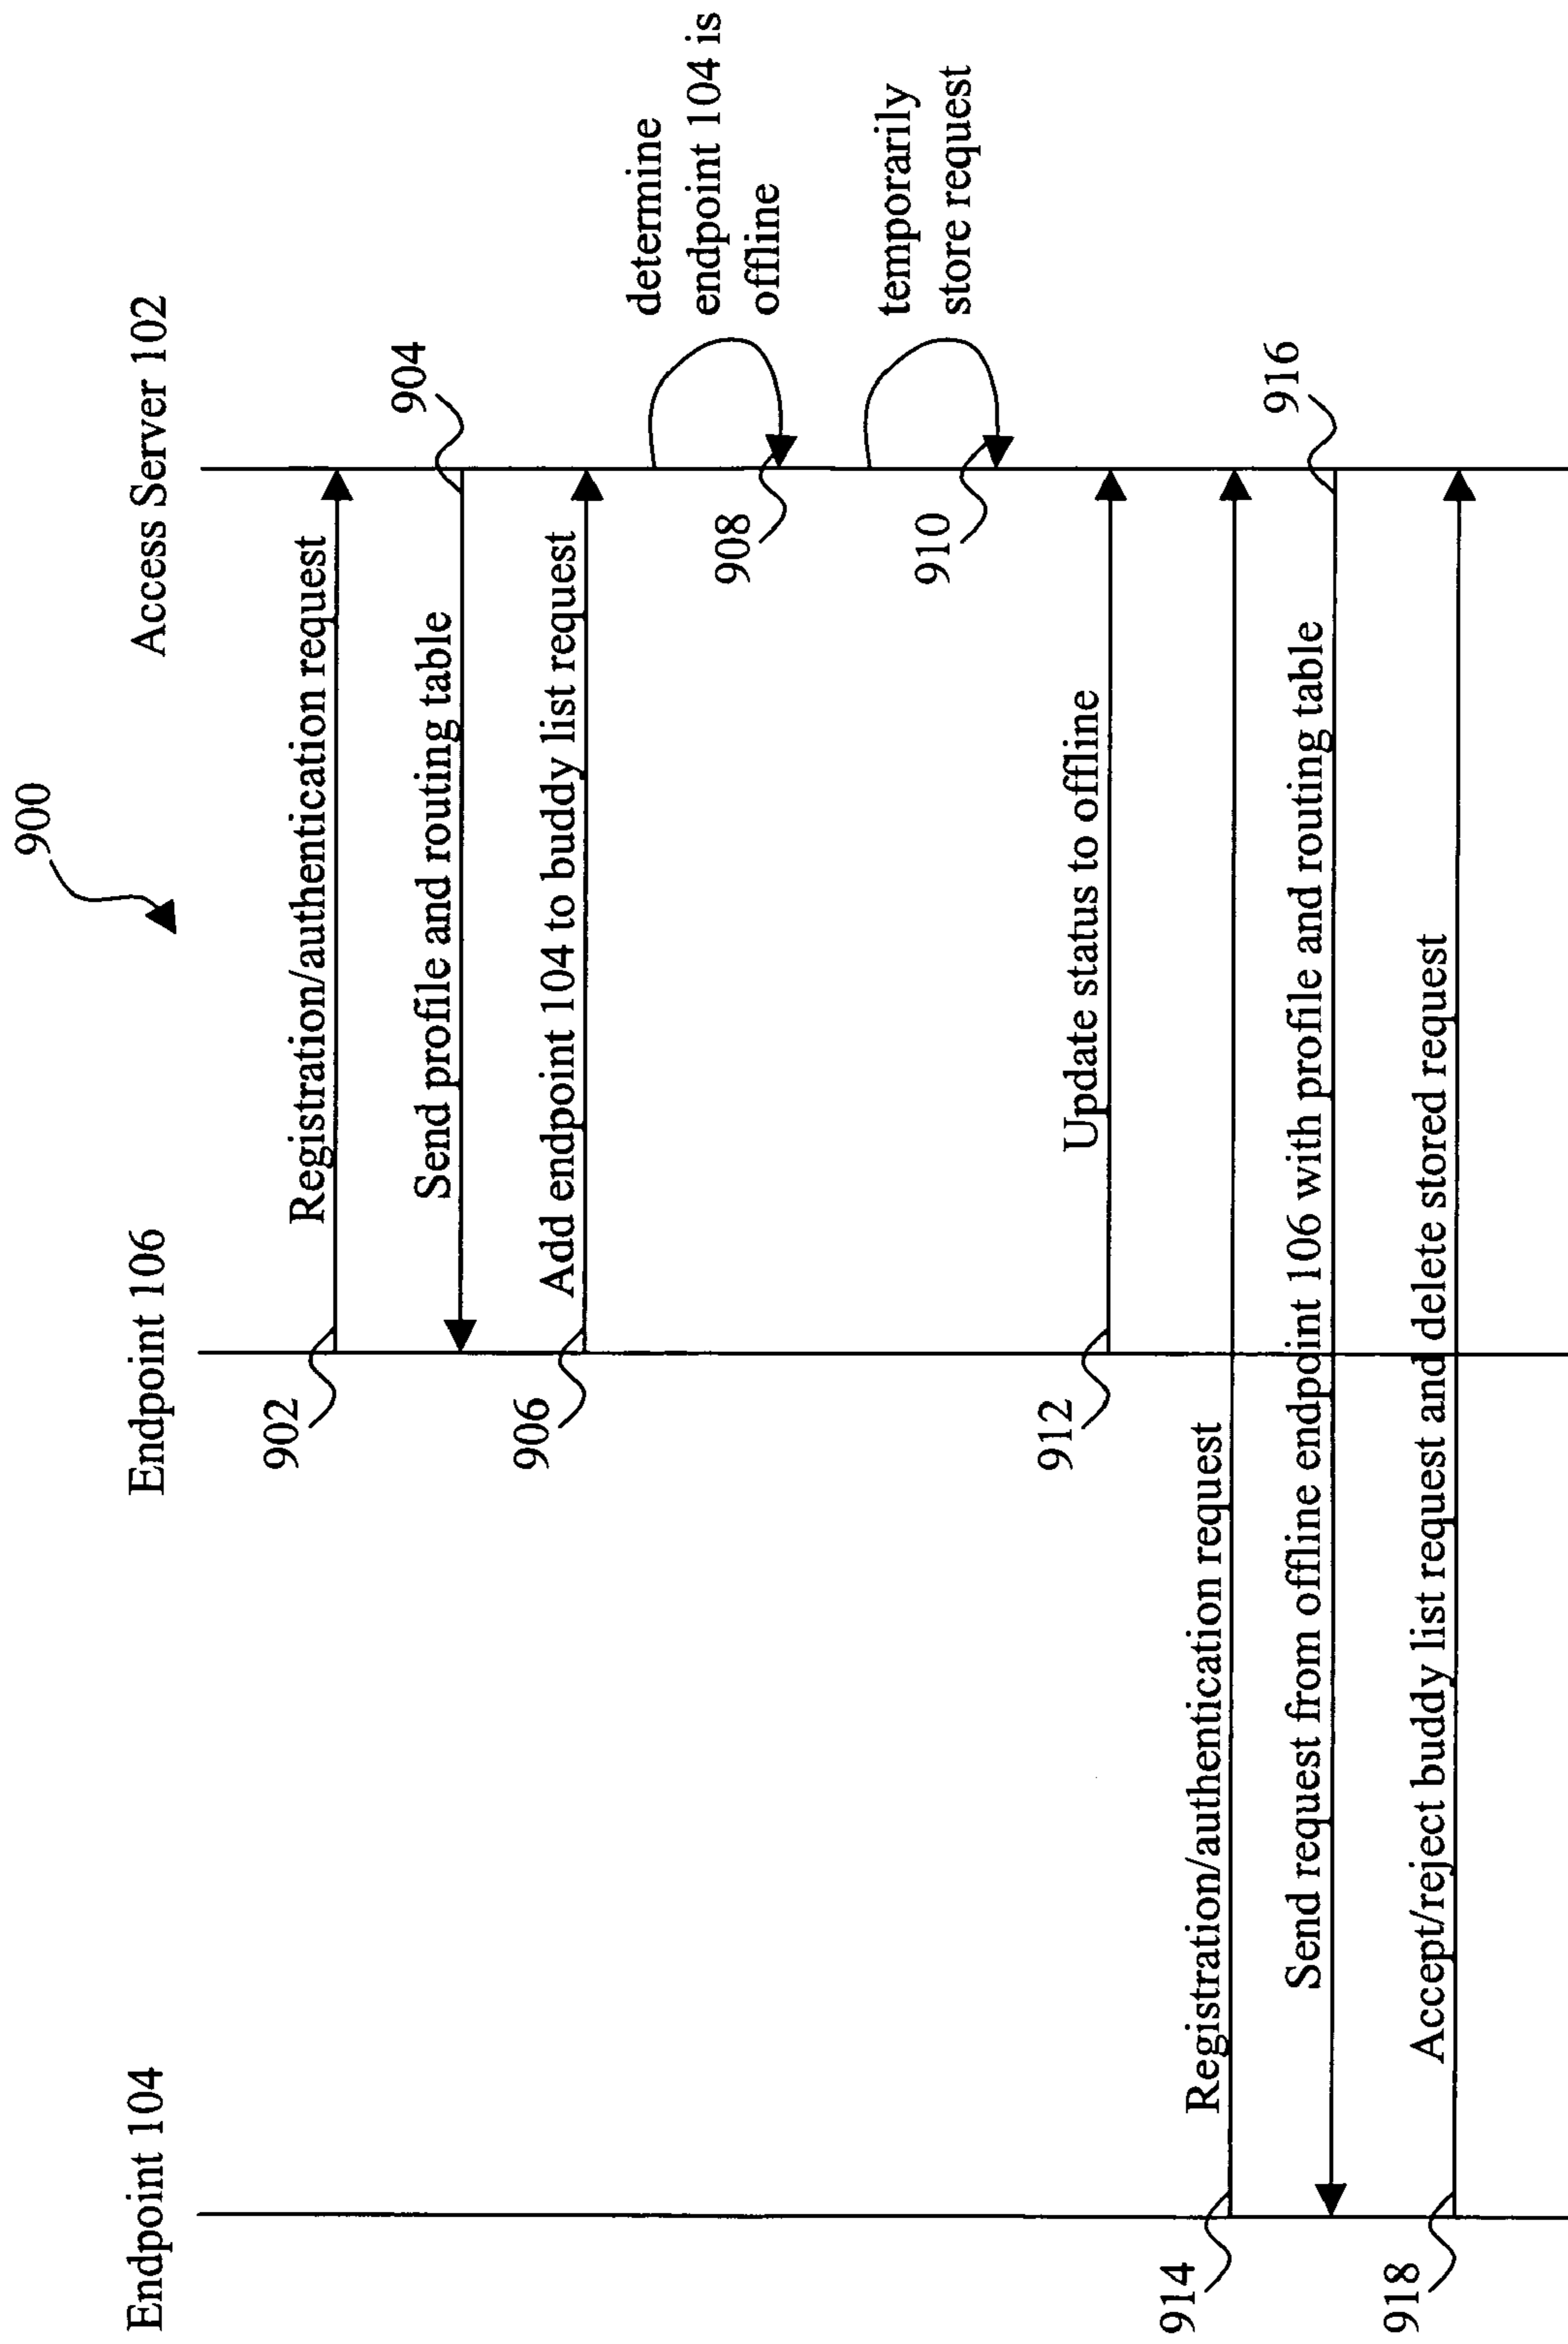 900
Endpoint 104
Endpoint 106
Access Server 102
902
Registration/authentication request
904
Send profile and routing table
906
Add endpoint 104 to buddy list request
determine
endpoint 104 is
offline
908
temporarily
store request
910
912
Update status to offline
914
Registration/authentication request
916
Send request from offline endpoint 106 with profile and routing table
918
Accept/reject buddy list request and delete stored request